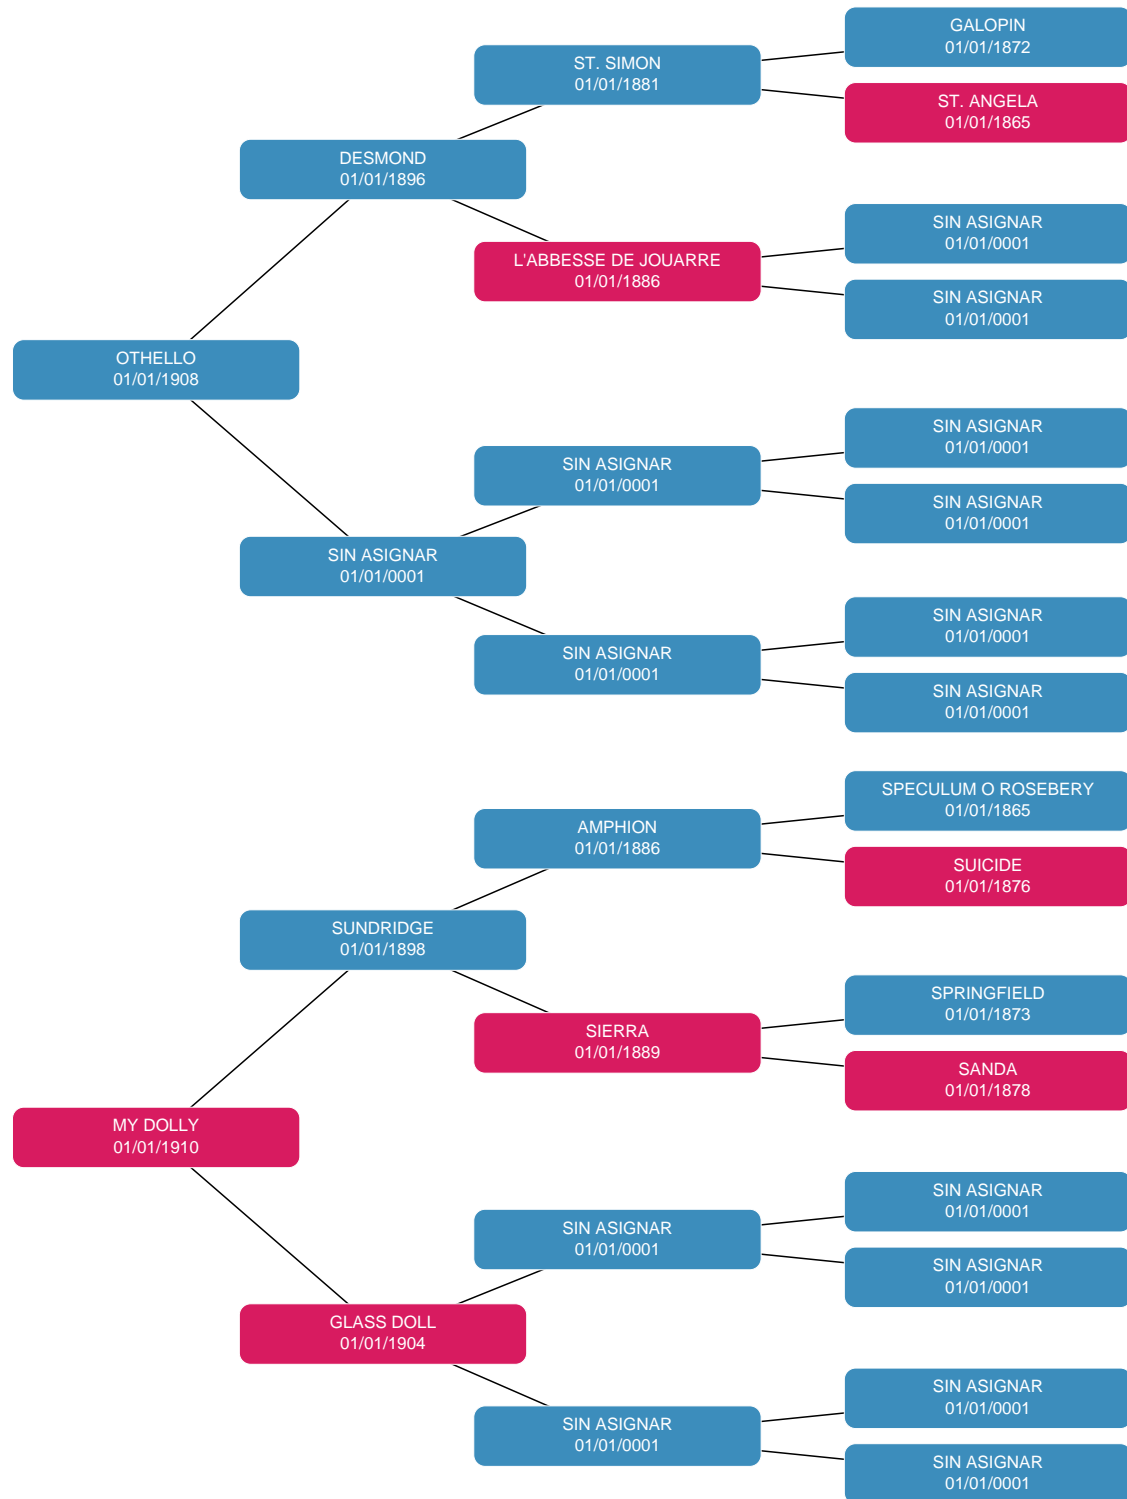 GALOPIN
01/01/1872
ST. SIMON
01/01/1881
ST. ANGELA
01/01/1865
DESMOND
01/01/1896
SIN ASIGNAR
01/01/0001
L'ABBESSE DE JOUARRE
01/01/1886
SIN ASIGNAR
01/01/0001
OTHELLO
01/01/1908
SIN ASIGNAR
01/01/0001
SIN ASIGNAR
01/01/0001
SIN ASIGNAR
01/01/0001
SIN ASIGNAR
01/01/0001
SIN ASIGNAR
01/01/0001
SIN ASIGNAR
01/01/0001
SIN ASIGNAR
01/01/0001
SPECULUM O ROSEBERY
01/01/1865
AMPHION
01/01/1886
SUICIDE
01/01/1876
SUNDRIDGE
01/01/1898
SPRINGFIELD
01/01/1873
SIERRA
01/01/1889
SANDA
01/01/1878
MY DOLLY
01/01/1910
SIN ASIGNAR
01/01/0001
SIN ASIGNAR
01/01/0001
SIN ASIGNAR
01/01/0001
GLASS DOLL
01/01/1904
SIN ASIGNAR
01/01/0001
SIN ASIGNAR
01/01/0001
SIN ASIGNAR
01/01/0001